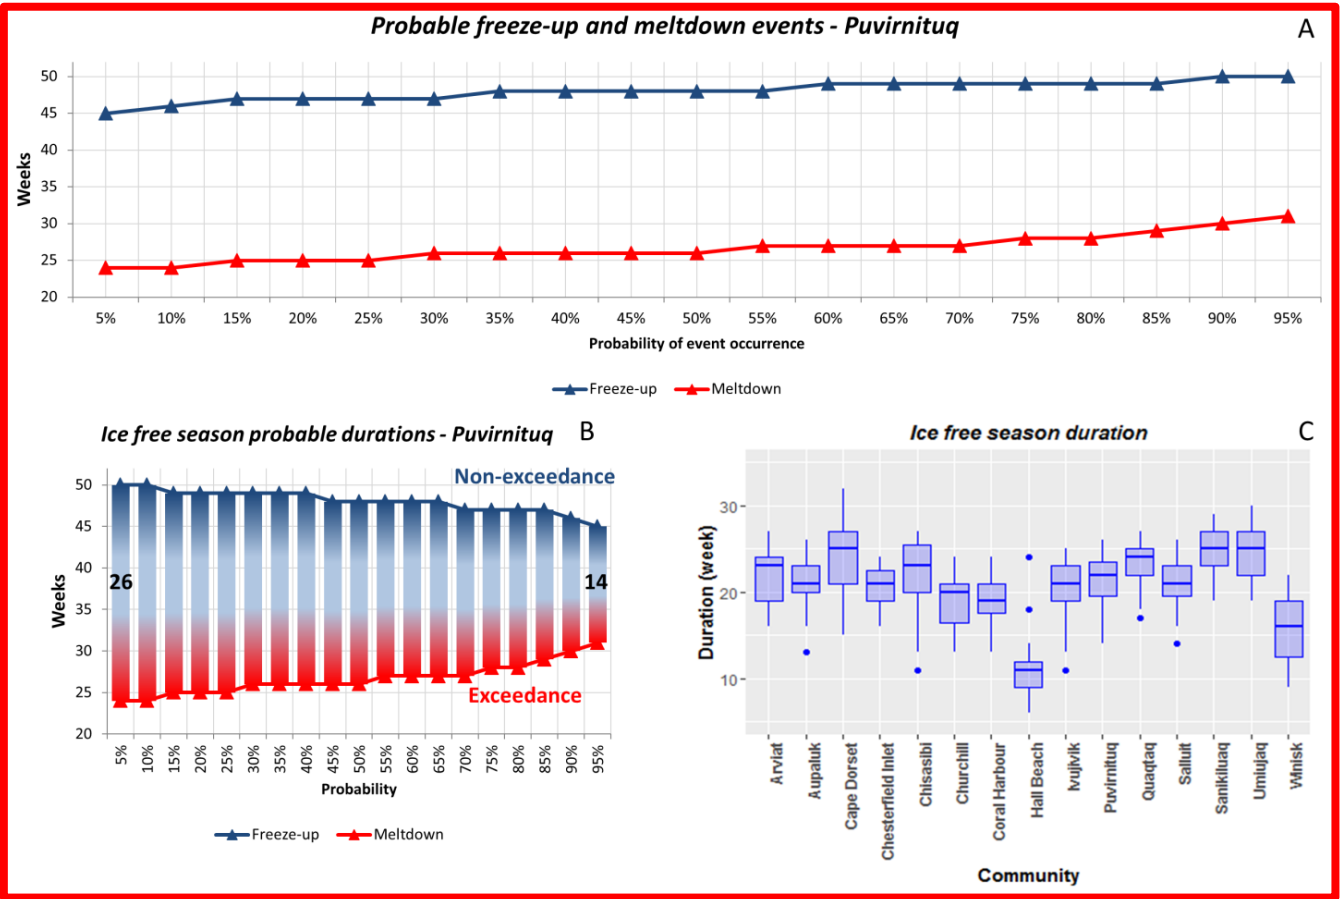 Probable freeze-up and meltdown events - Puvirnituq
A
Weeks
50
45
40
35
30
25
20
5% 10% 15% 20% 25% 30% 35% 40% 45% 50% 55% 60% 65% 70% 75% 80% 85% 90% 95%
Probability of event occurrence
Freeze-up Meltdown
Ice free season probable durations - Puvirnituq
B
Non-exceedance
Weeks
50
45
40
35
30
25
20
26
14
Exceedance
5% 10% 15% 20% 25% 30% 35% 40% 45% 50% 55% 60% 65% 70% 75% 80% 85% 90% 95%
Probability
Freeze-up Meltdown
Ice free season duration
C
Duration (week)
30
20
10
Arviat
Aupaluk
Cape Dorset
Chesterfield Inlet
Chisasibi
Churchill
Coral Harbour
Hall Beach
Ivujivik
Puvirnituq
Quaqtaq
Salluit
Sanikiluaq
Umiujaq
Winisk
Community